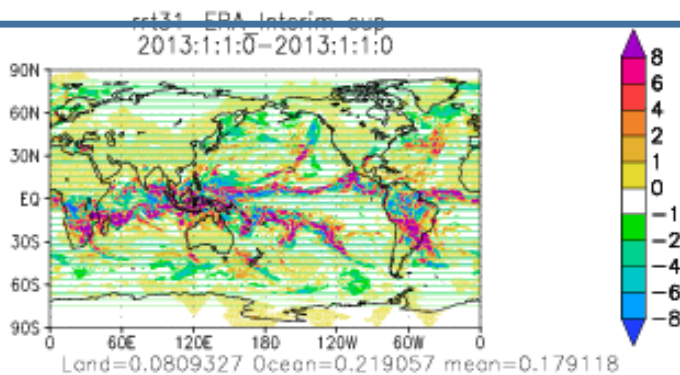 2013:1:1:0-2013:1:1:0
90N
60N
30N
EQ
30S
60S
90S
0 60E 120E 180 120W 60W 0
8
6
4
2
1
0
-1
-2
-4
-6
-8
Land=0.0809327 Ocean=0.219057 mean=0.179118